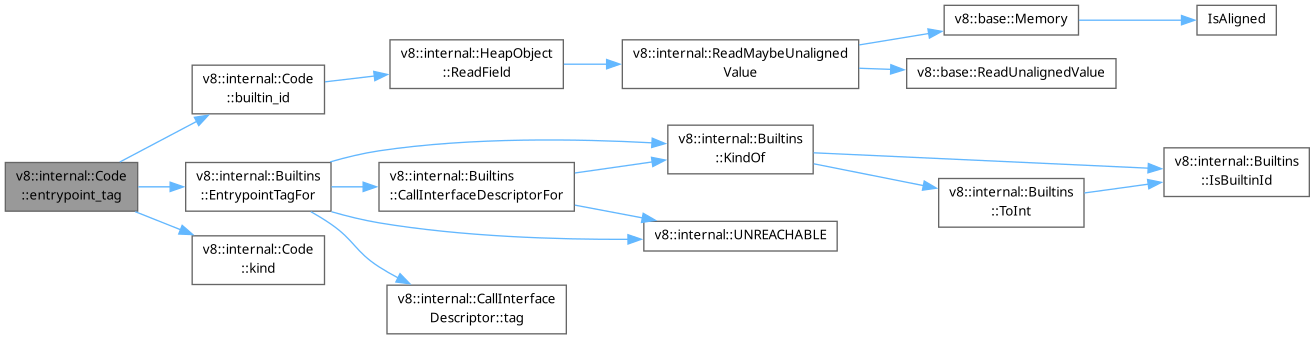 v8::internal::Code
::entrypoint_tag
v8::internal::Code
::builtin_id
v8::internal::HeapObject
::ReadField
v8::internal::ReadMaybeUnaligned
Value
v8::base::Memory
IsAligned
v8::base::ReadUnalignedValue
v8::internal::Builtins
::EntrypointTagFor
v8::internal::Builtins
::CallInterfaceDescriptorFor
v8::internal::Builtins
::KindOf
v8::internal::Builtins
::ToInt
v8::internal::Builtins
::IsBuiltinId
v8::internal::UNREACHABLE
v8::internal::CallInterface
Descriptor::tag
v8::internal::Code
::kind